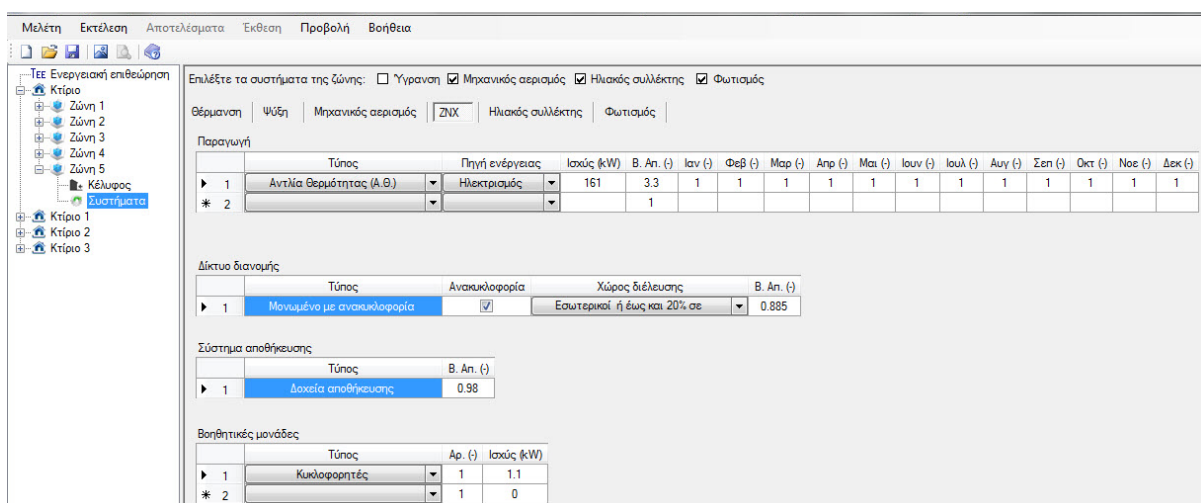 Μελέτη Εκτέλεση Αποτελέσματα Έκθεση Προβολή Βοήθεια
ΤΕΕ Ενεργειακή επιθεώρηση
Κτίριο
Ζώνη 1
Ζώνη 2
Ζώνη 3
Ζώνη 4
Ζώνη 5
Κέλυφος
Συστήματα
Κτίριο 1
Κτίριο 2
Κτίριο 3
Επιλέξτε τα συστήματα της ζώνης: Ύγρανση Μηχανικός αερισμός Ηλιακός συλλέκτης Φωτισμός
Θέρμανση Ψύξη Μηχανικός αερισμός ΖΝΧ Ηλιακός συλλέκτης Φωτισμός
Παραγωγή
Τύπος Πηγή ενέργειας Ισχύς (kW) Β. Απ. (-) Ιαν (-) Φεβ (-) Μαρ (-) Απρ (-) Μαι (-) Ιουν (-) Ιουλ (-) Αυγ (-) Σεπ (-) Οκτ (-) Νοε (-) Δεκ (-)
1 Αντλία θερμότητας (Α.Θ.) Ηλεκτρισμός 161 3.3 1 1 1 1 1 1 1 1 1 1 1 1
* 2 1
Δίκτυο διανομής
Τύπος Ανακυκλοφορία Χώρος διέλευσης Β. Απ. (-)
1 Μονωμένο με ανακυκλοφορία Εσωτερικοί ή έως και 20% σε 0.885
Σύστημα αποθήκευσης
Τύπος Β. Απ. (-)
1 Δοχεία αποθήκευσης 0.98
Βοηθητικές μονάδες
Τύπος Αρ. (-) Ισχύς (kW)
1 Κυκλοφορητές 1 1.1
* 2 1 0